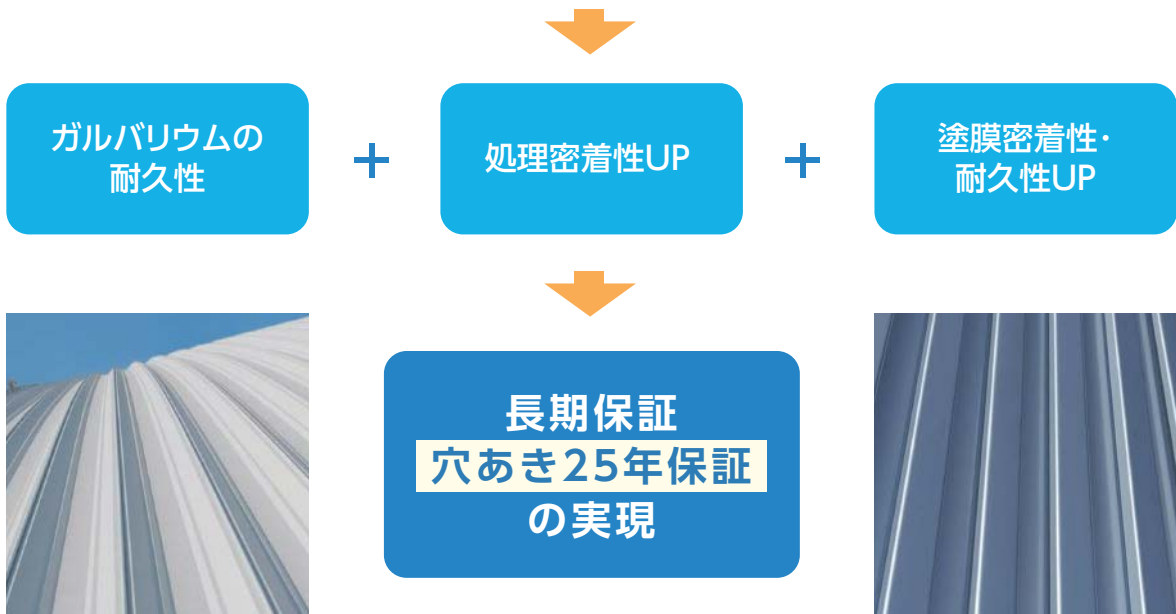 ガルバリウムの
耐久性
+
処理密着性UP
+
塗膜密着性・
耐久性UP
長期保証
穴あき25年保証
の実現